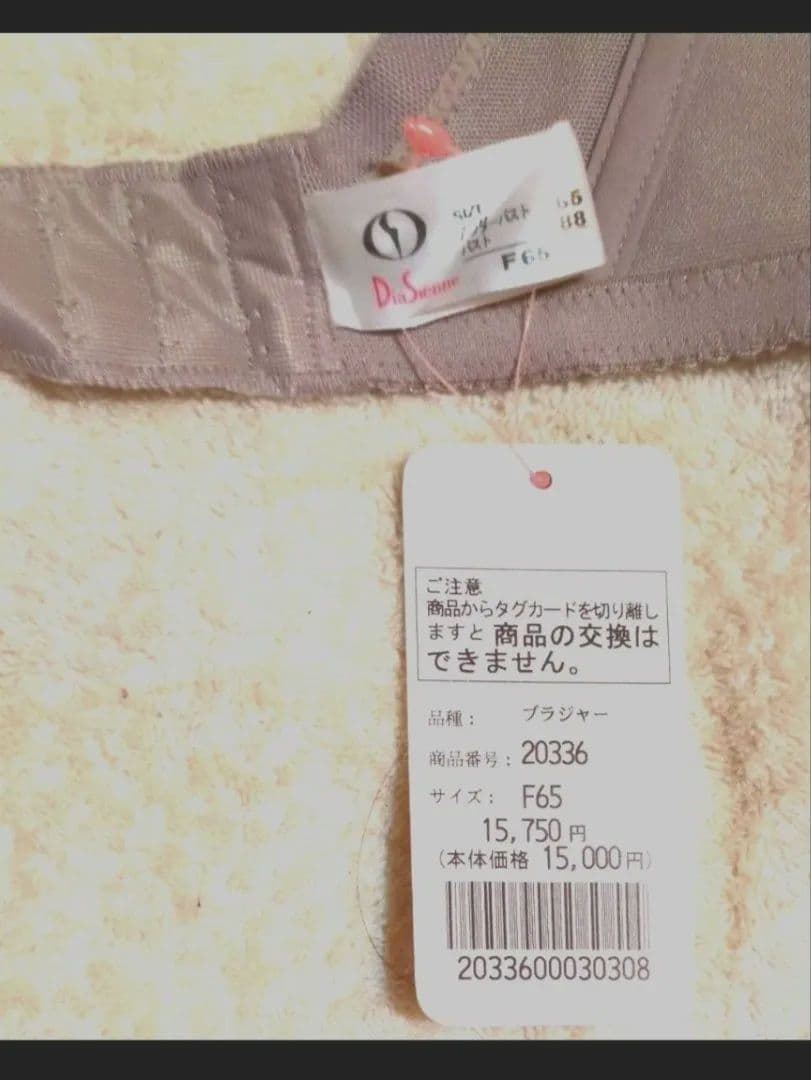 SIZE
アンダーバスト 65
バスト 88
F65
DiaSienne
ご注意
商品からタグカードを切り離し
ますと 商品の交換は
できません。
品種： ブラジャー
商品番号： 20336
サイズ： F65
15,750円
（本体価格 15,000円）
2033600030308